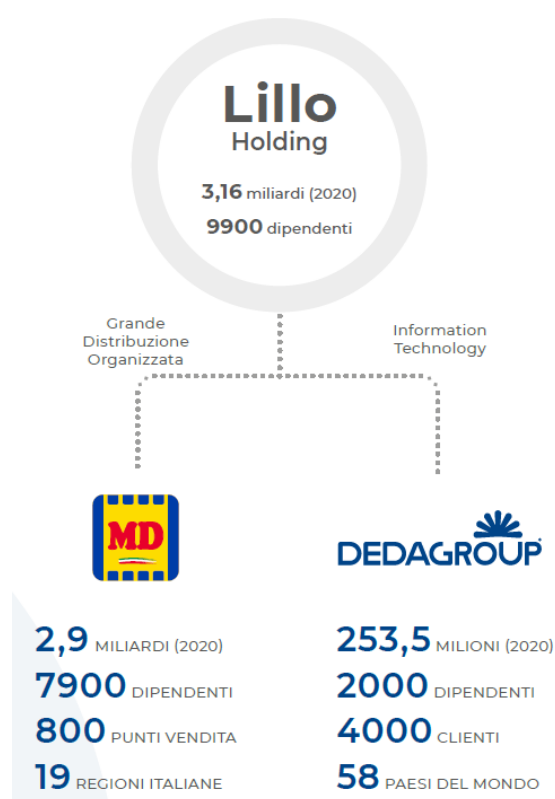 Lillo
Holding
3,16 miliardi (2020)
9900 dipendenti
Grande
Distribuzione
Organizzata
Information
Technology
MD
DEDAGROUP
2,9 MILIARDI (2020)
7900 DIPENDENTI
800 PUNTI VENDITA
19 REGIONI ITALIANE
253,5 MILIONI (2020)
2000 DIPENDENTI
4000 CLIENTI
58 PAESI DEL MONDO